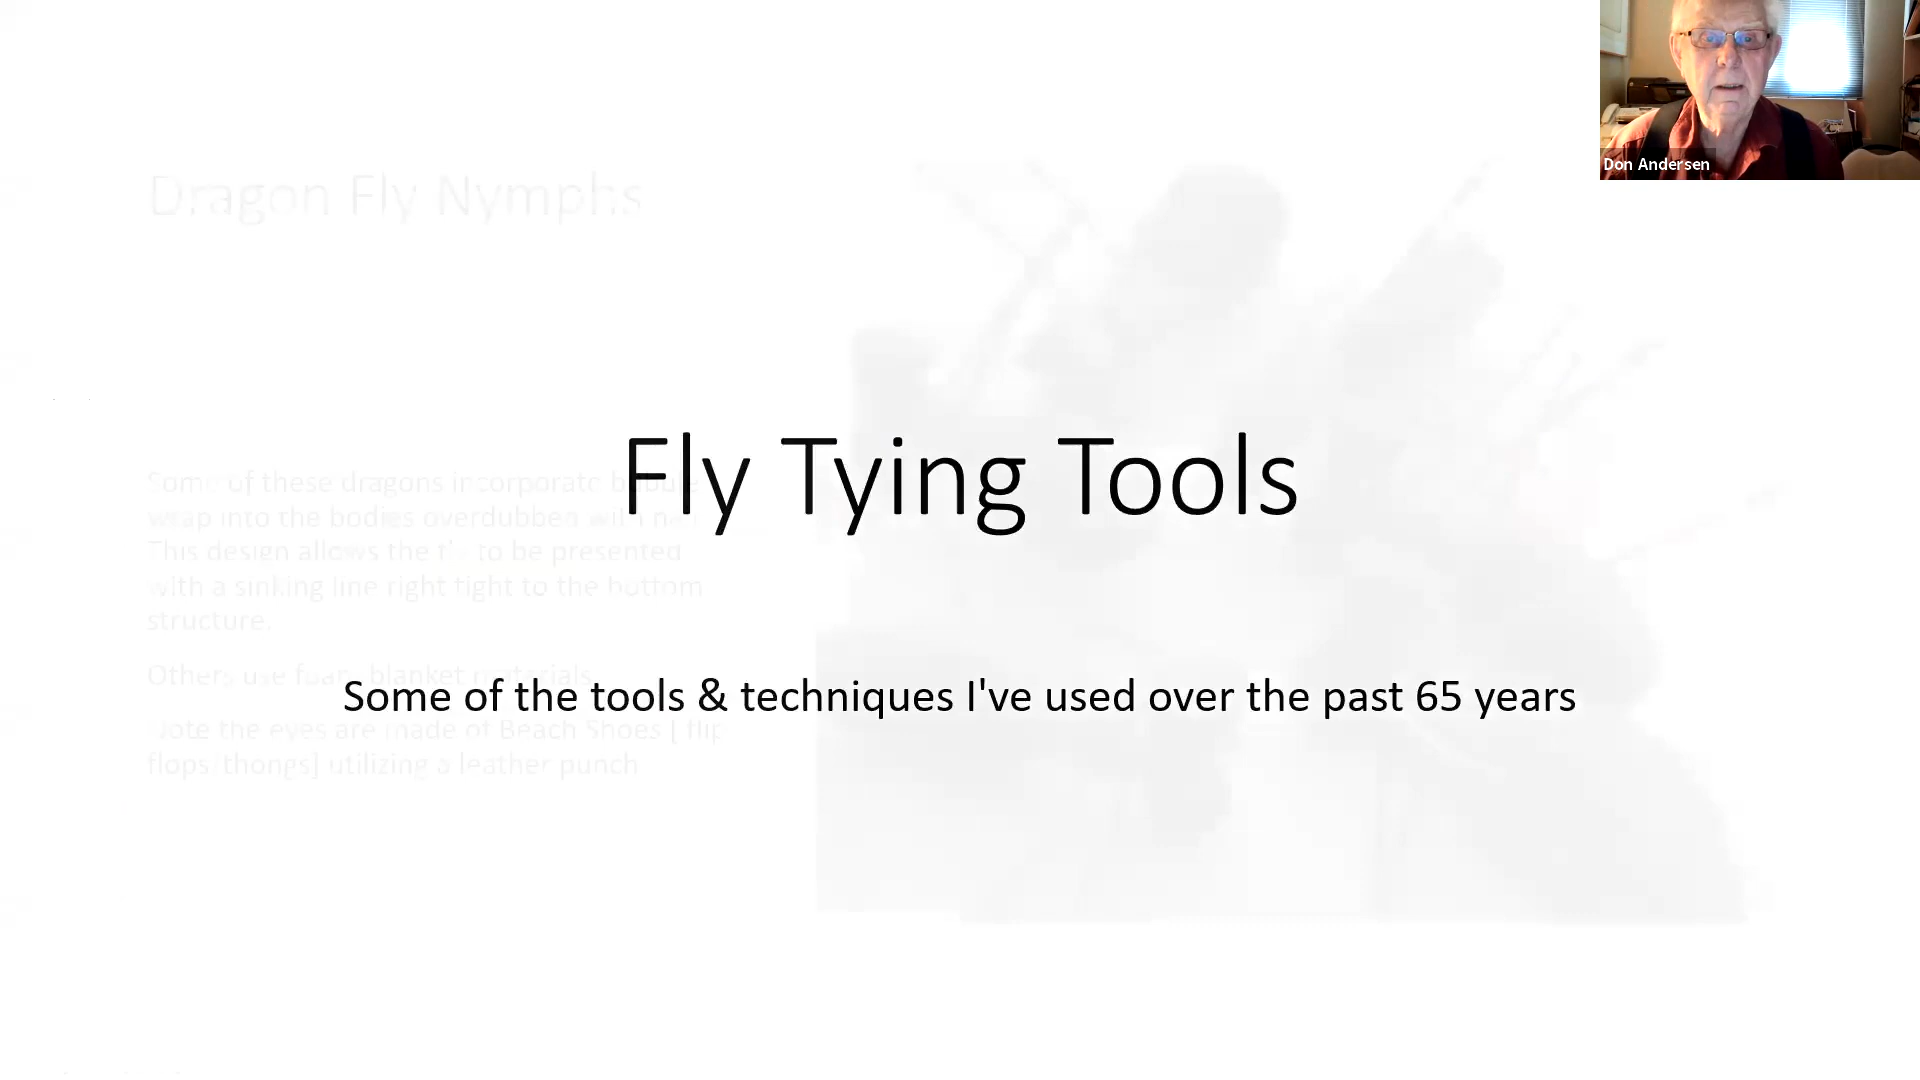 Don Andersen
Dragon Fly Nymphs
Fly Tying Tools
Some of these dragons incorporate bubble
wrap into the bodies overdubbed with
This design allows the to be presented
with a sinking line right tight to the bottom
structure.
Others use foam blanket materials
Some of the tools & techniques I've used over the past 65 years
Note the eyes are made of Beach Shoes [ flip
flops/thongs] utilizing a leather punch